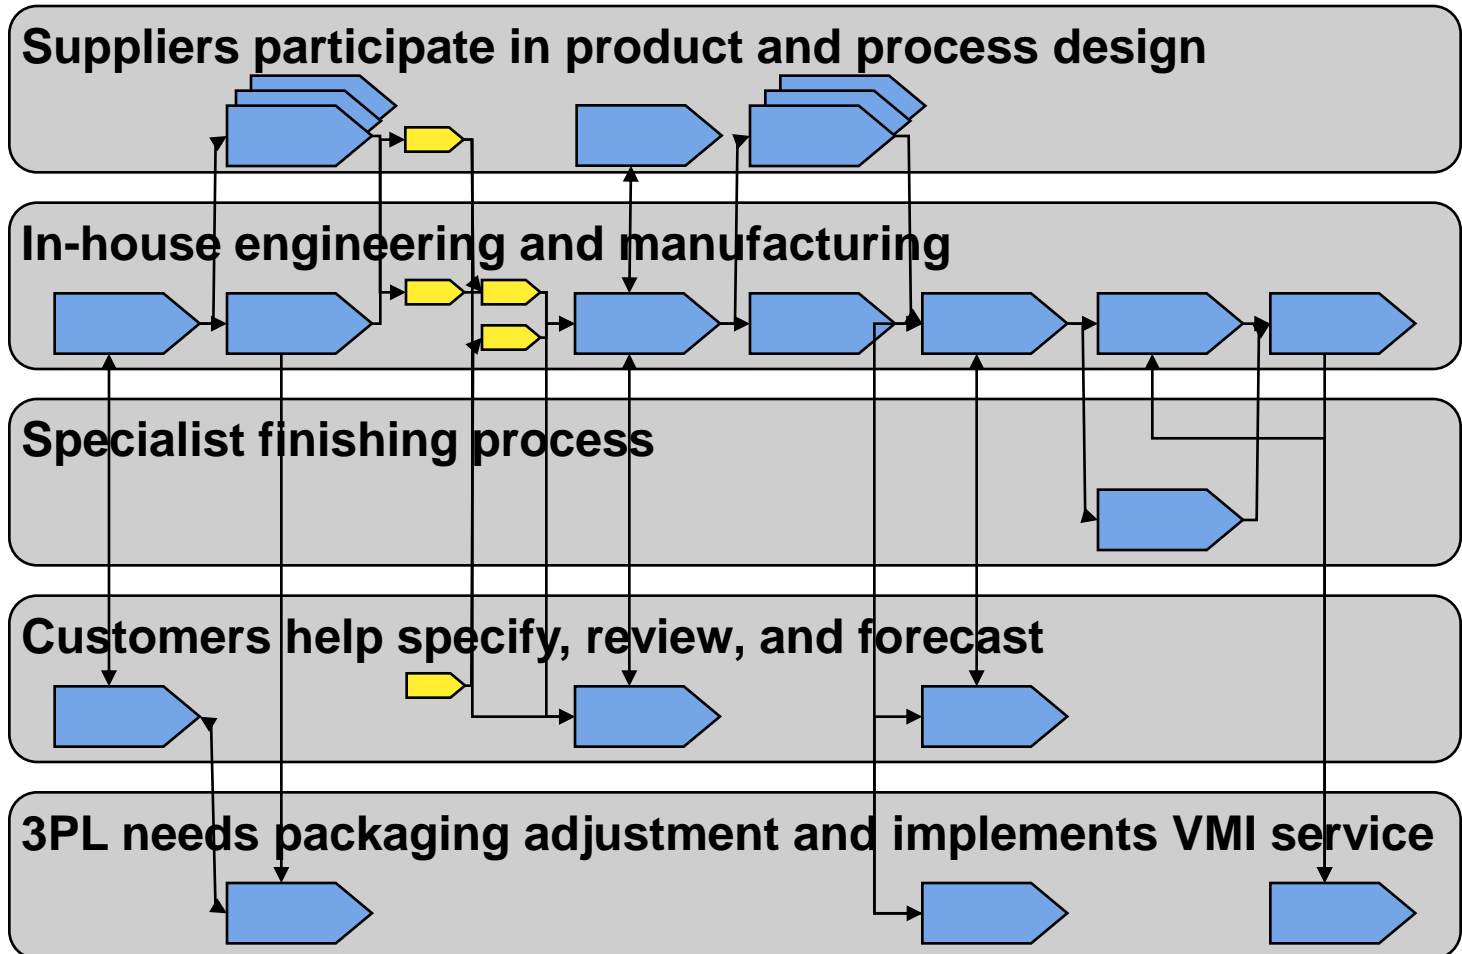 Suppliers participate in product and process design
In-house engineering and manufacturing
Specialist finishing process
Customers help specify, review, and forecast
3PL needs packaging adjustment and implements VMI service